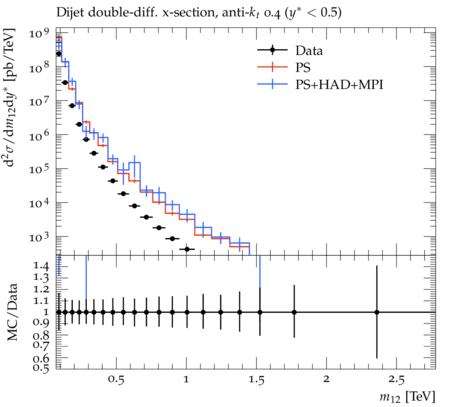 Dijet double-diff. x-section, anti-kt 0.4 (y* < 0.5)
d²σ/dm₁₂dy* [pb/TeV]
10⁹
10⁸
10⁷
10⁶
10⁵
10⁴
10³
Data
PS
PS+HAD+MPI
MC/Data
1.4
1.3
1.2
1.1
1
0.9
0.8
0.7
0.6
0.5
0.5 1 1.5 2 2.5
m₁₂ [TeV]